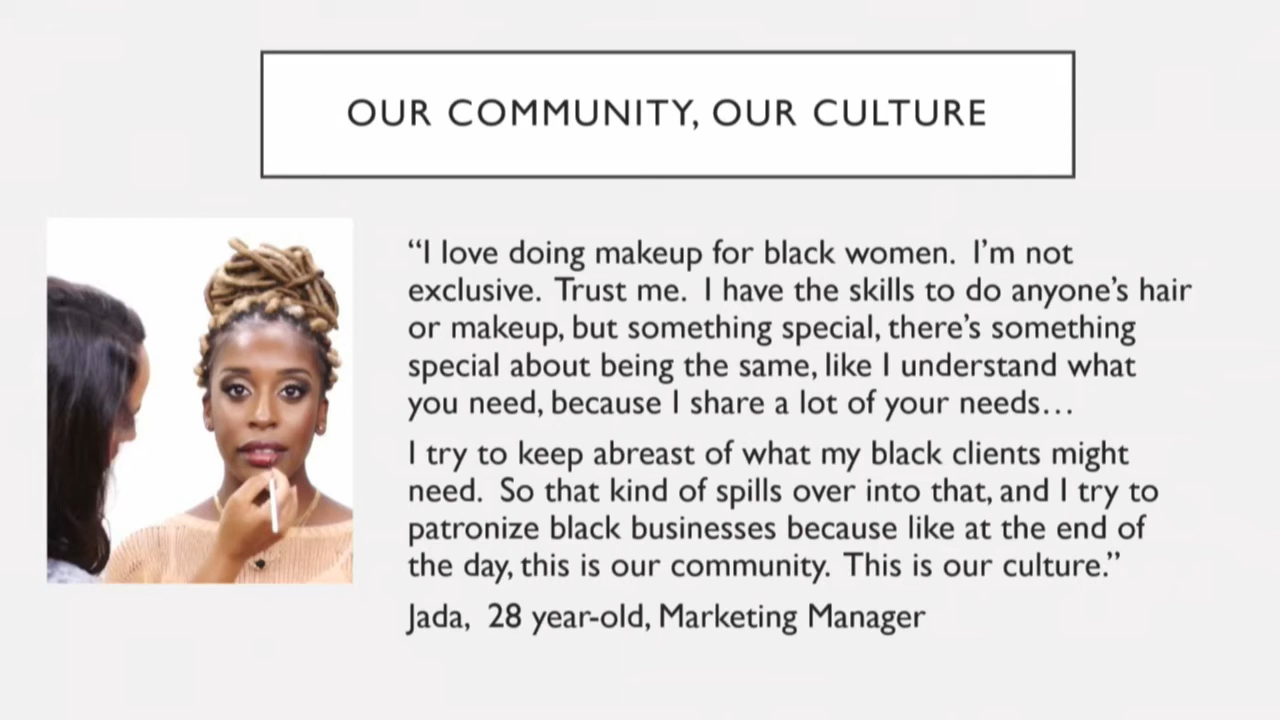 OUR COMMUNITY, OUR CULTURE
“I love doing makeup for black women.  I’m not
exclusive.  Trust me.  I have the skills to do anyone’s hair
or makeup, but something special, there’s something
special about being the same, like I understand what
you need, because I share a lot of your needs…
I try to keep abreast of what my black clients might
need.  So that kind of spills over into that, and I try to
patronize black businesses because like at the end of
the day, this is our community.  This is our culture.”
Jada,  28 year-old, Marketing Manager